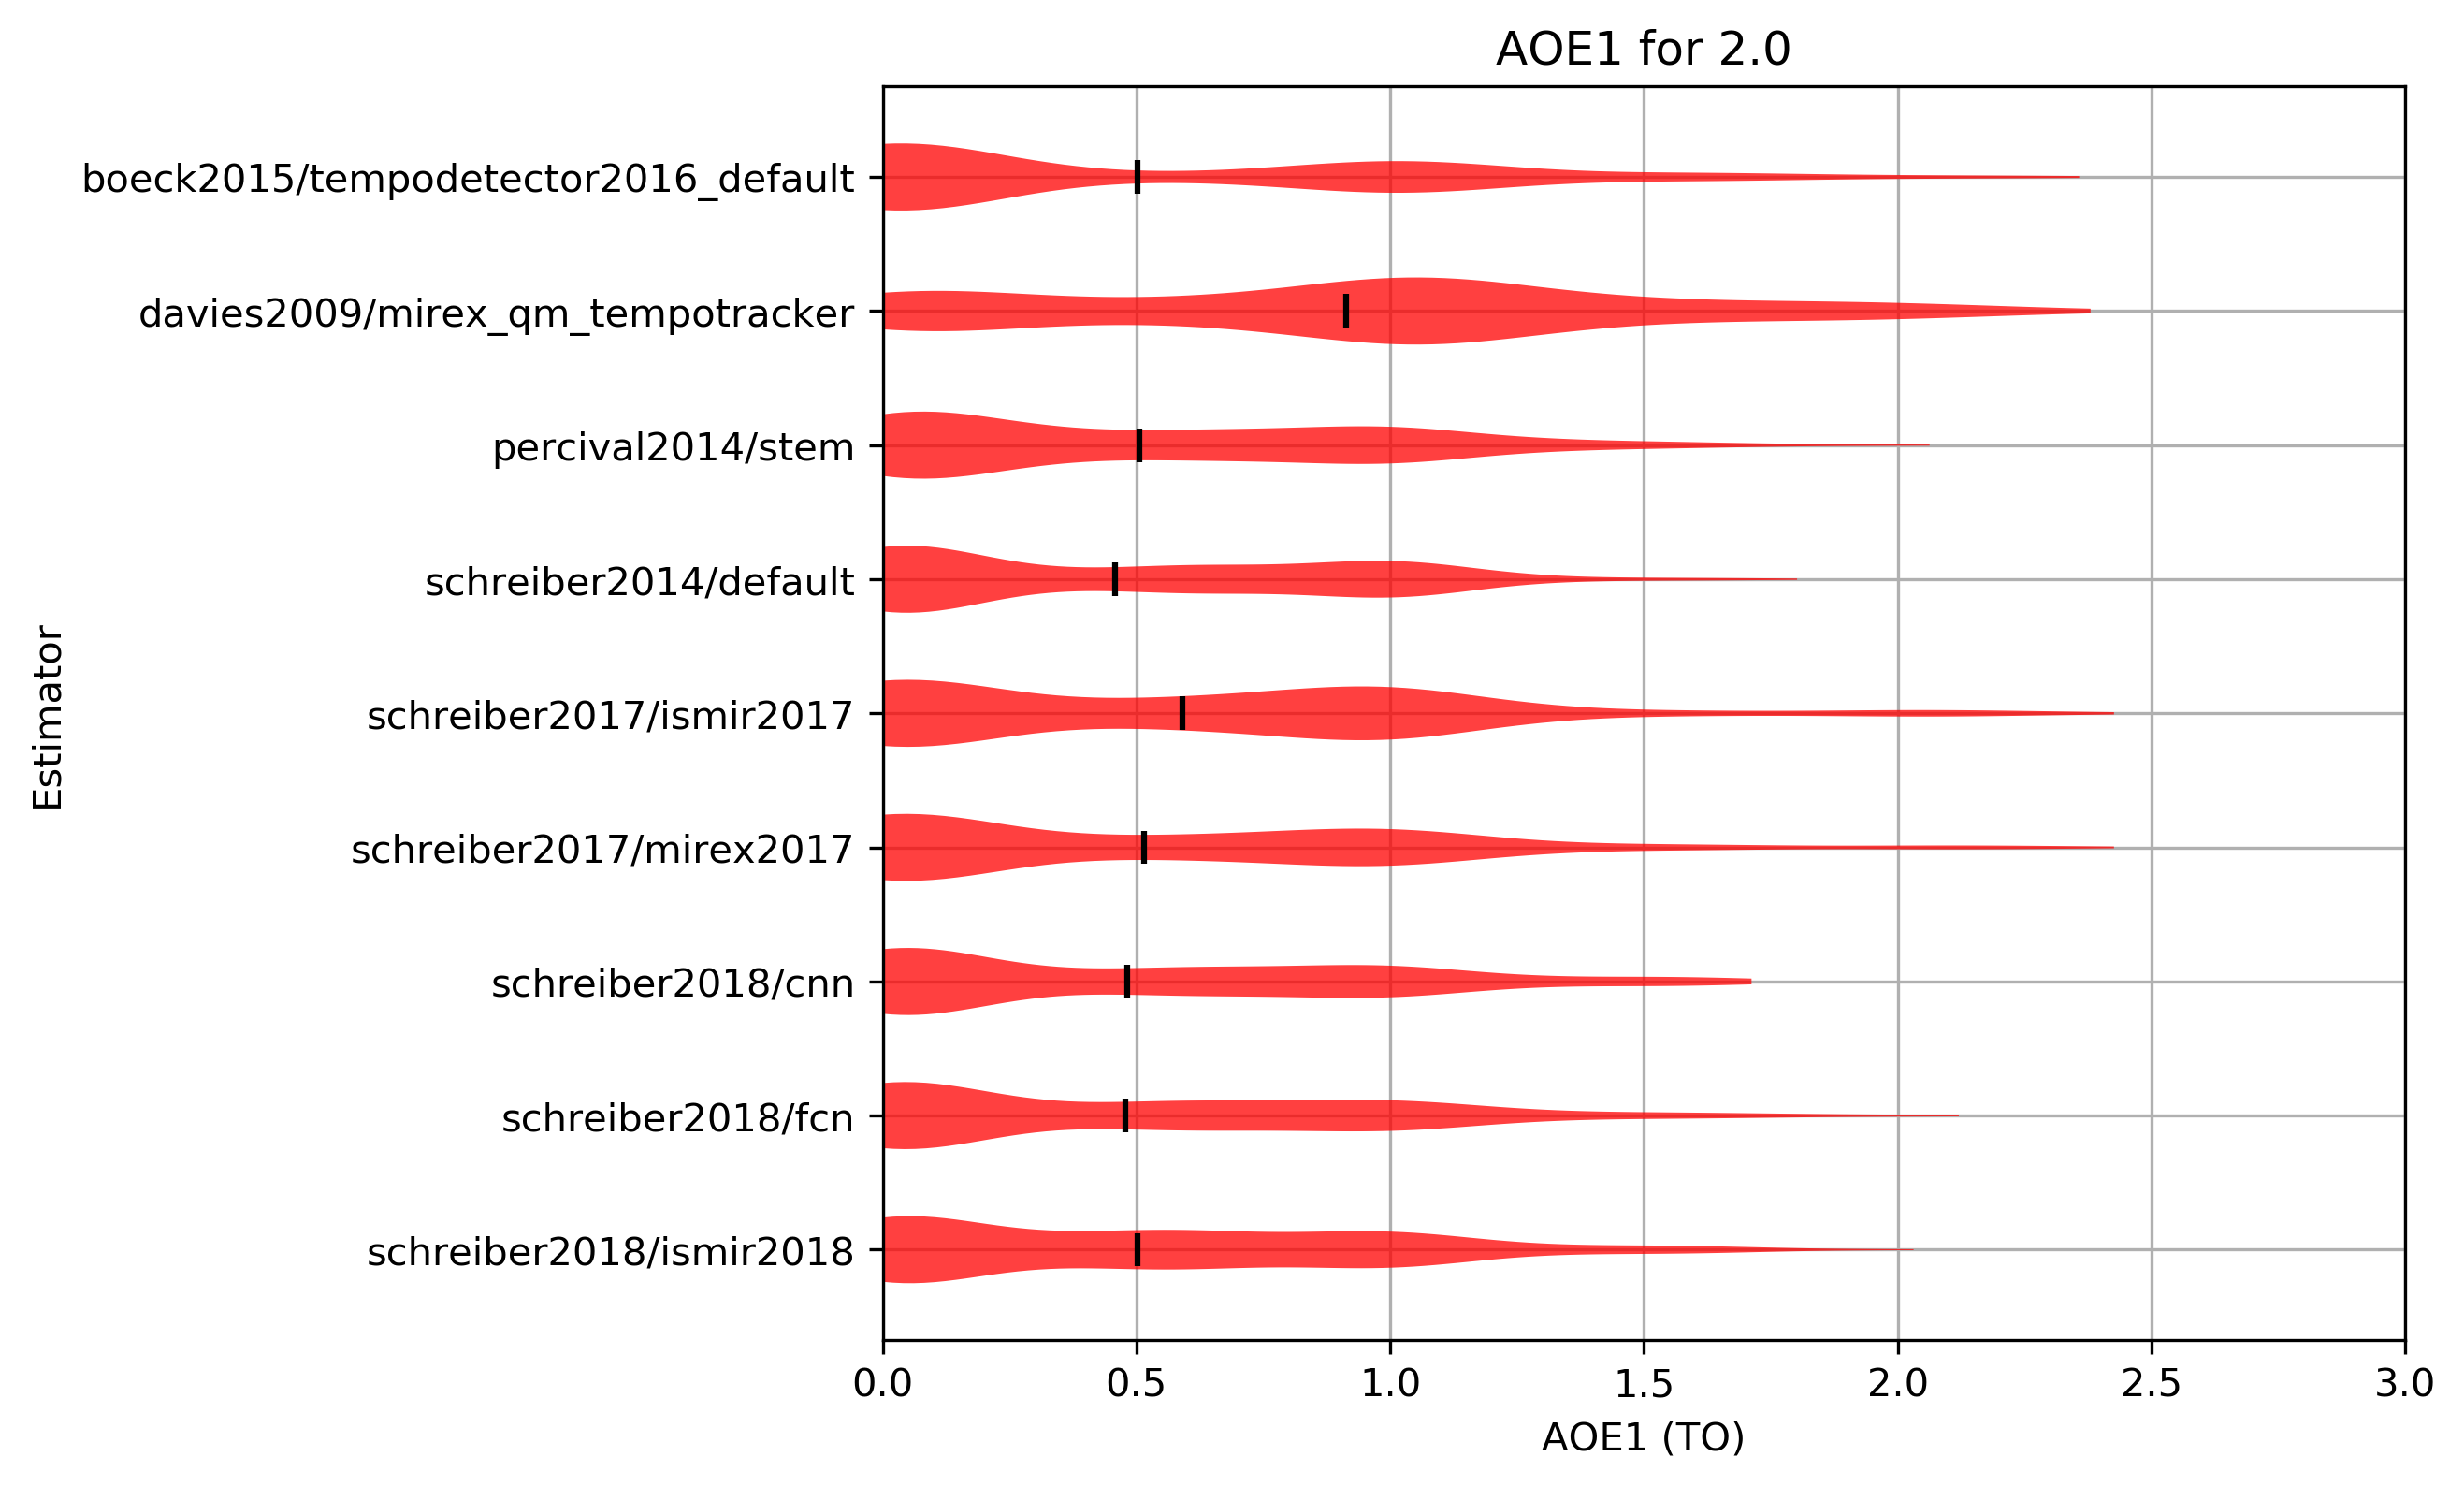 AOE1 for 2.0
boeck2015/tempodetector2016_default
davies2009/mirex_qm_tempotracker
percival2014/stem
schreiber2014/default
schreiber2017/ismir2017
schreiber2017/mirex2017
schreiber2018/cnn
schreiber2018/fcn
schreiber2018/ismir2018
Estimator
0.0 0.5 1.0 1.5 2.0 2.5 3.0
AOE1 (TO)